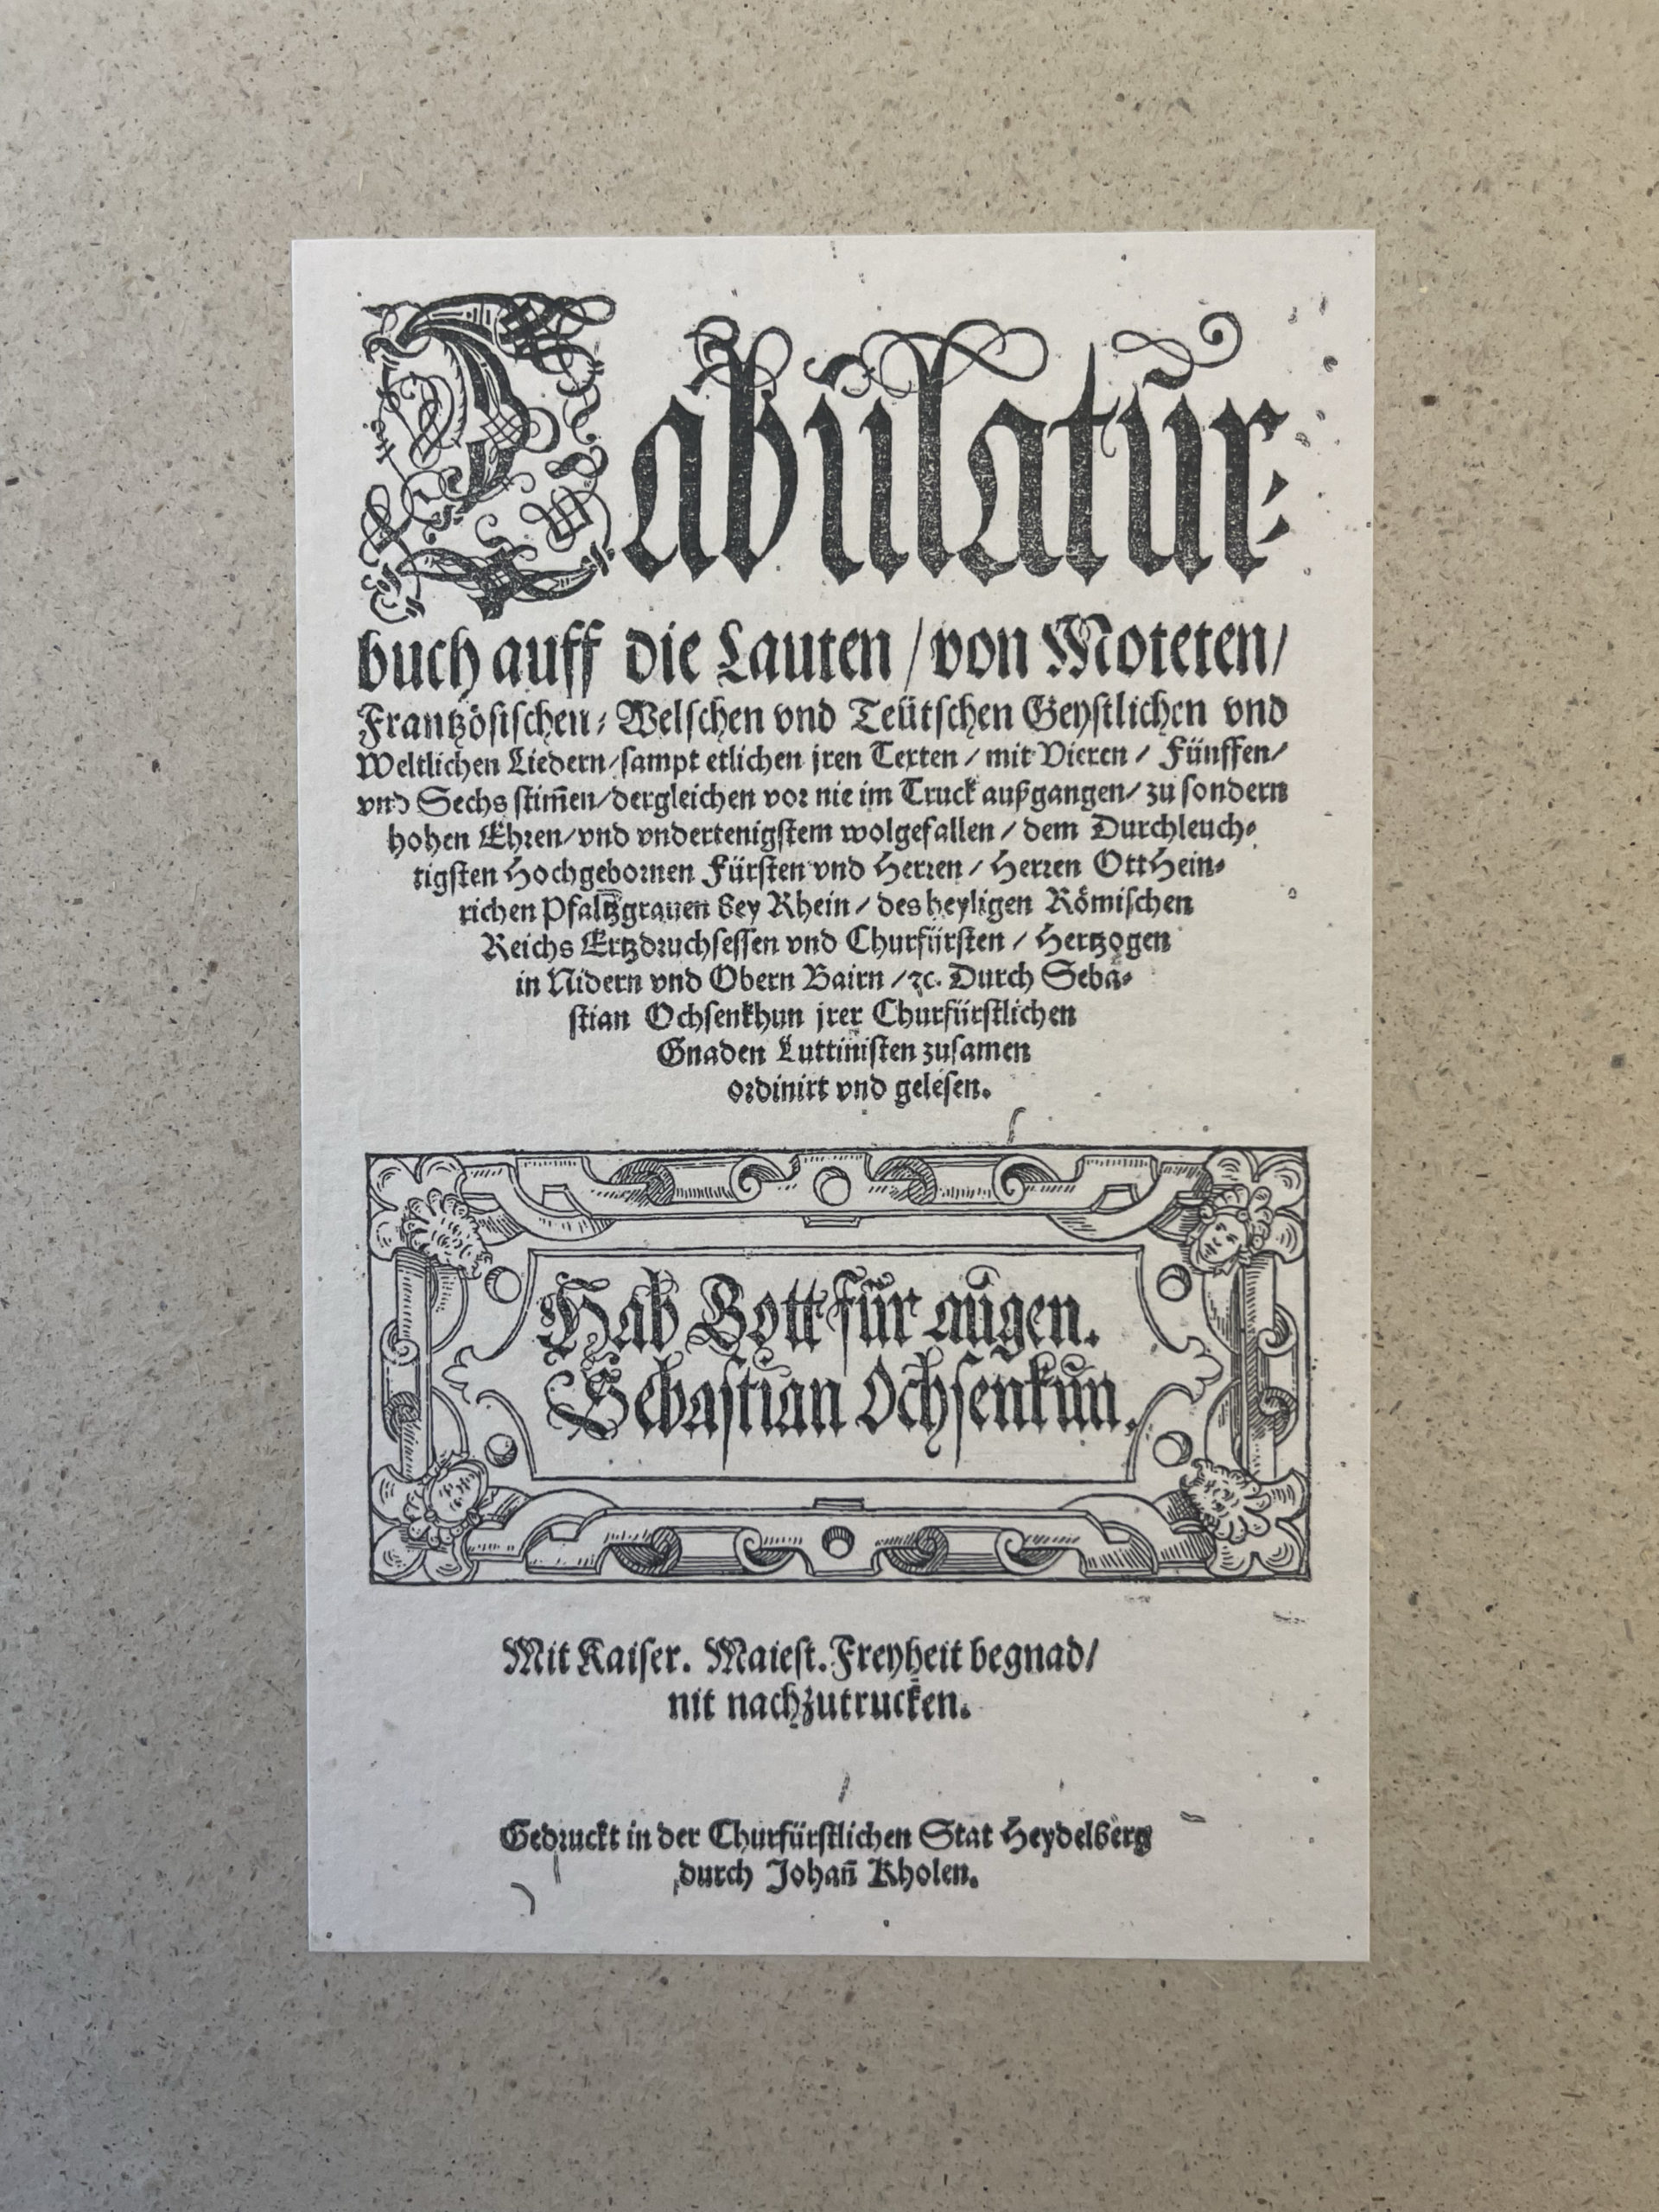 Tabulatur-
buch auff die Lauten / von Moteten /
Frantzösischen, Welschen vnd Teütschen Geystlichen vnd
Weltlichen Liedern / sampt etlichen jren Texten / mit Vieren / Fünffen /
vnd Sechs stim̃en / dergleichen vor nie im Truck außgangen / zu sondern
hohen Ehren / vnd vndertenigstem wolgefallen / dem Durchleuch-
tigsten Hochgebornen Fürsten vnd Herren / Herren OttHein-
richen Pfaltzgrauen bey Rhein / des heyligen Römischen
Reichs Ertzdruchsessen vnd Churfürsten / Hertzogen
in Nidern vnd Obern Bairn / ꝛc. Durch Seba-
stian Ochsenkhun jrer Churfürstlichen
Gnaden Luttinisten zusamen
ordinirt vnd gelesen.
Hab Gott für augen.
Sebastian Ochsenkun.
Mit Kaiser. Maiest. Freyheit begnad /
nit nachzutrucken.
Gedruckt in der Churfürstlichen Stat Heydelberg
durch Johañ Kholen.